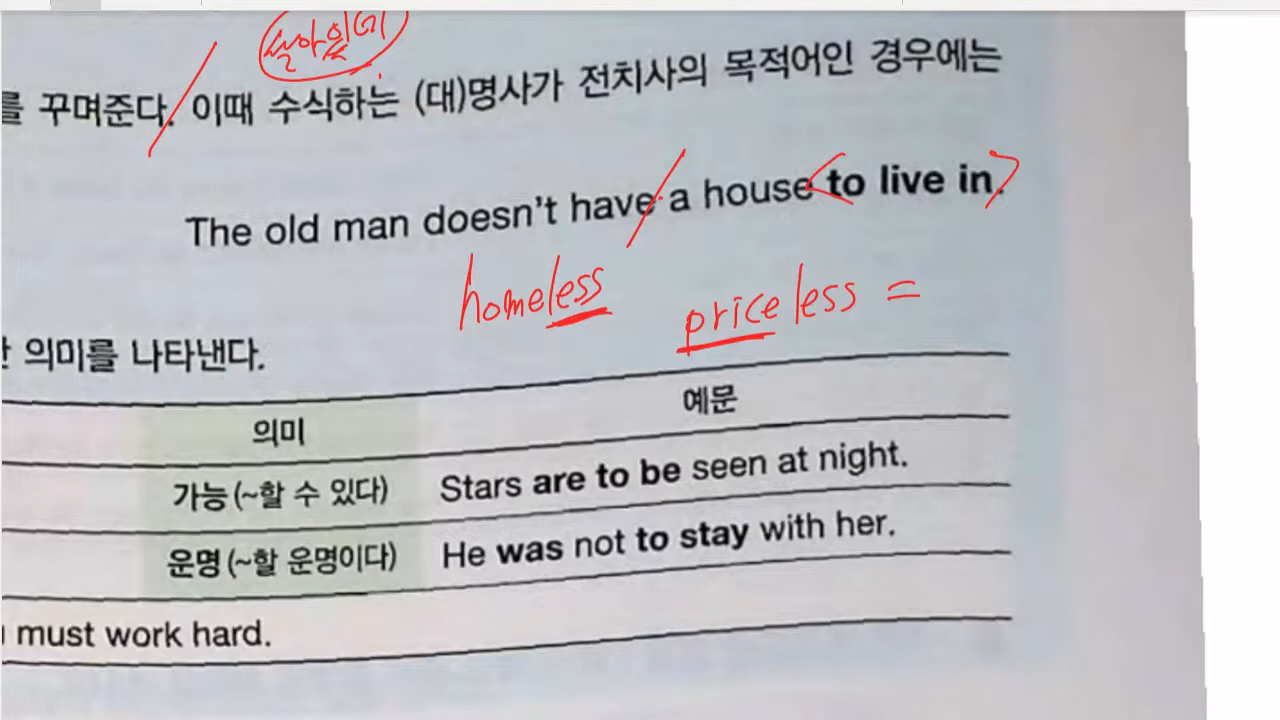 살아있네
를 꾸며준다. 이때 수식하는 (대)명사가 전치사의 목적어인 경우에는
The old man doesn't have a house to live in.
homeless priceless =
의미를 나타낸다.
의미 예문
가능 (~할 수 있다) Stars are to be seen at night.
운명 (~할 운명이다) He was not to stay with her.
must work hard.